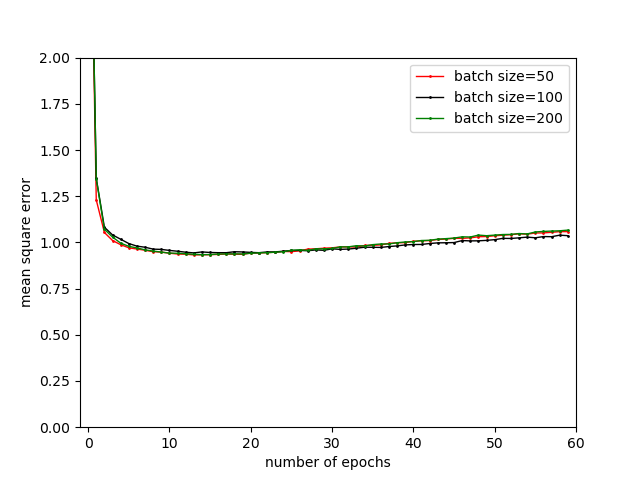 2.00
1.75
1.50
1.25
1.00
0.75
0.50
0.25
0.00
mean square error
batch size=50
batch size=100
batch size=200
0 10 20 30 40 50 60
number of epochs